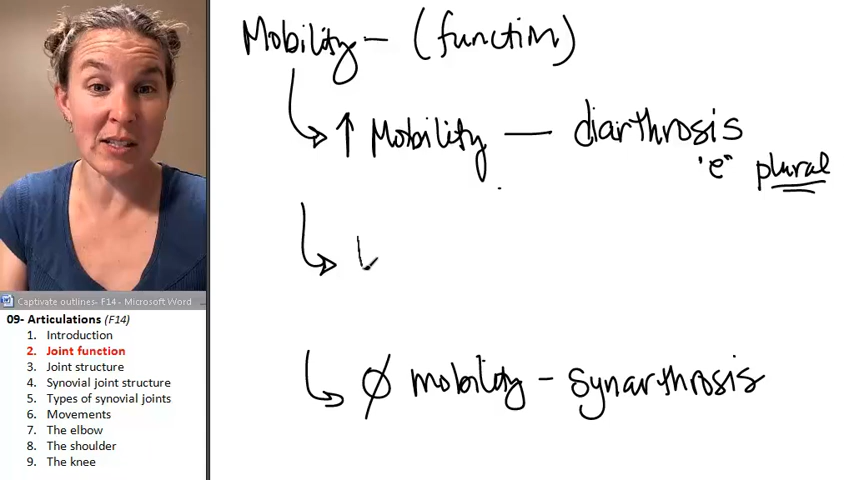 Mobility - (function)
↑ Mobility — diarthrosis
"e" plural
ø mobility - synarthrosis
Captivate outlines- F14 - Microsoft Word
09- Articulations (F14)
1. Introduction
2. Joint function
3. Joint structure
4. Synovial joint structure
5. Types of synovial joints
6. Movements
7. The elbow
8. The shoulder
9. The knee